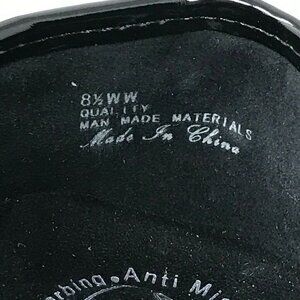 8½WW
QUALITY
MAN MADE MATERIALS
Made In China
Anti